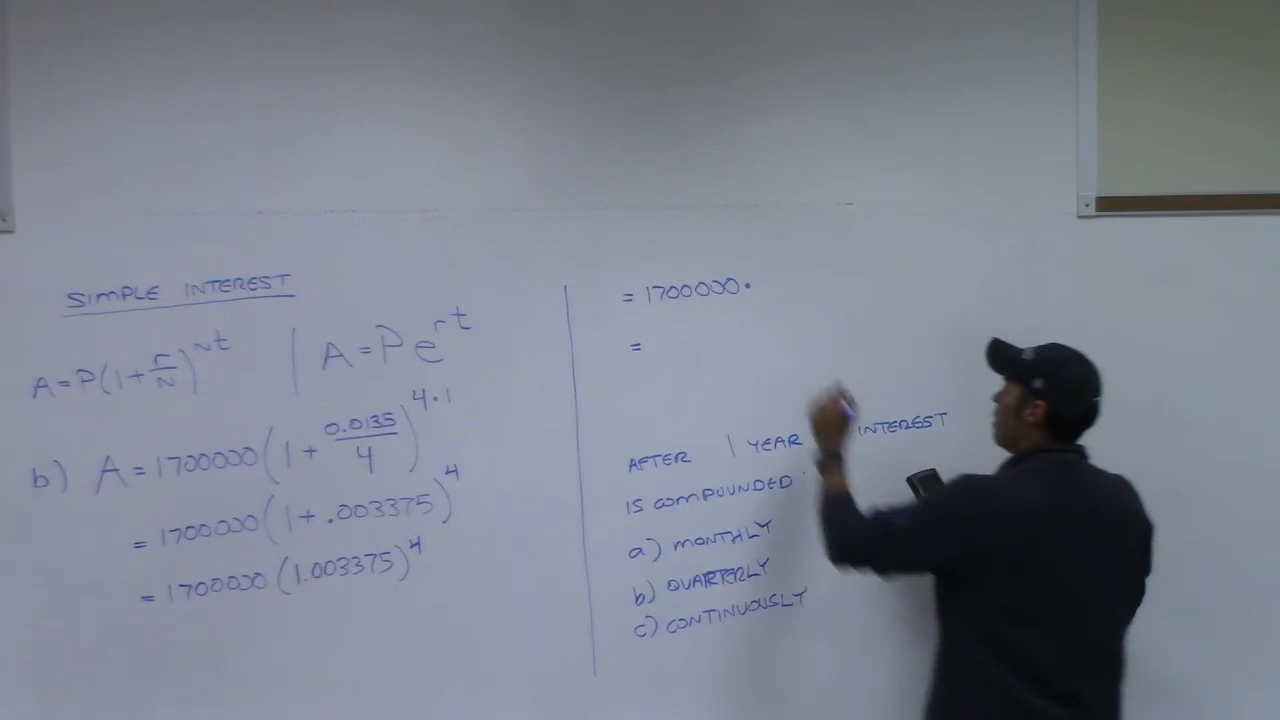 SIMPLE INTEREST
A=P(1+r/N)^Nt | A=Pe^rt
b) A=1700000(1+0.0135/4)^4·1
=1700000(1+.003375)^4
=1700000(1.003375)^4
=1700000·
=
AFTER 1 YEAR INTEREST
IS COMPOUNDED
a) MONTHLY
b) QUARTERLY
c) CONTINUOUSLY